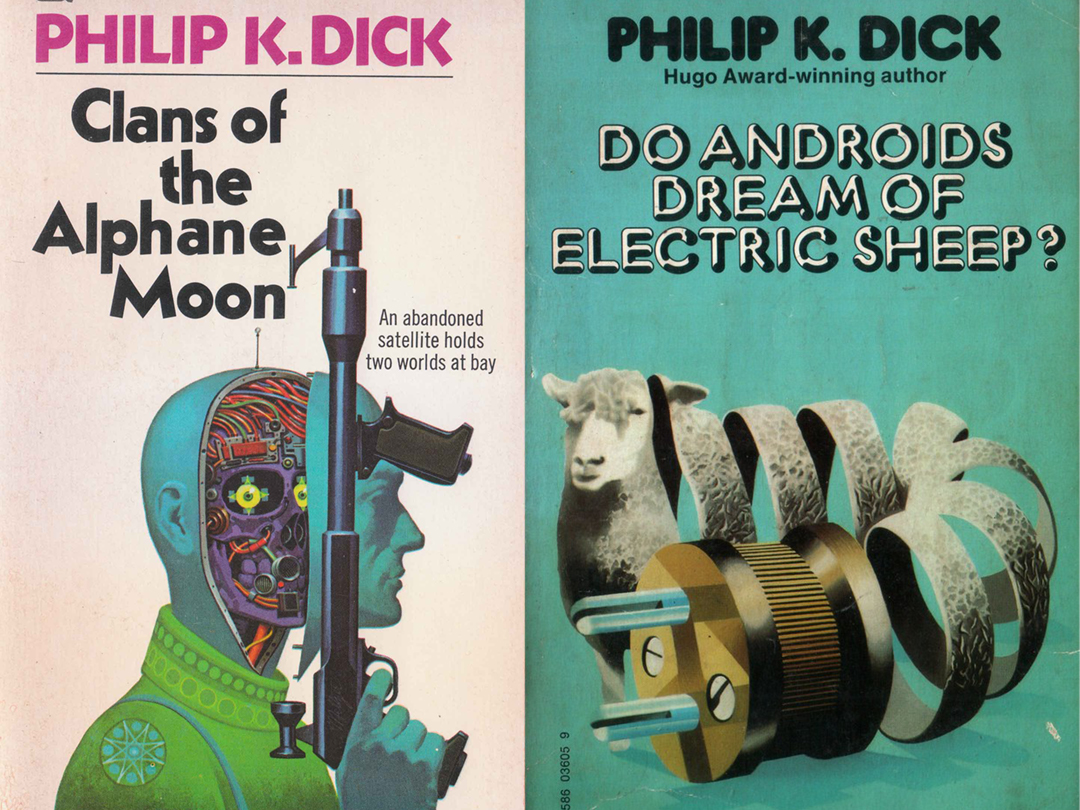 PHILIP K. DICK
Clans of
the
Alphane
Moon
An abandoned
satellite holds
two worlds at bay
PHILIP K. DICK
Hugo Award-winning author
DO ANDROIDS
DREAM OF
ELECTRIC SHEEP?
586 03605 9